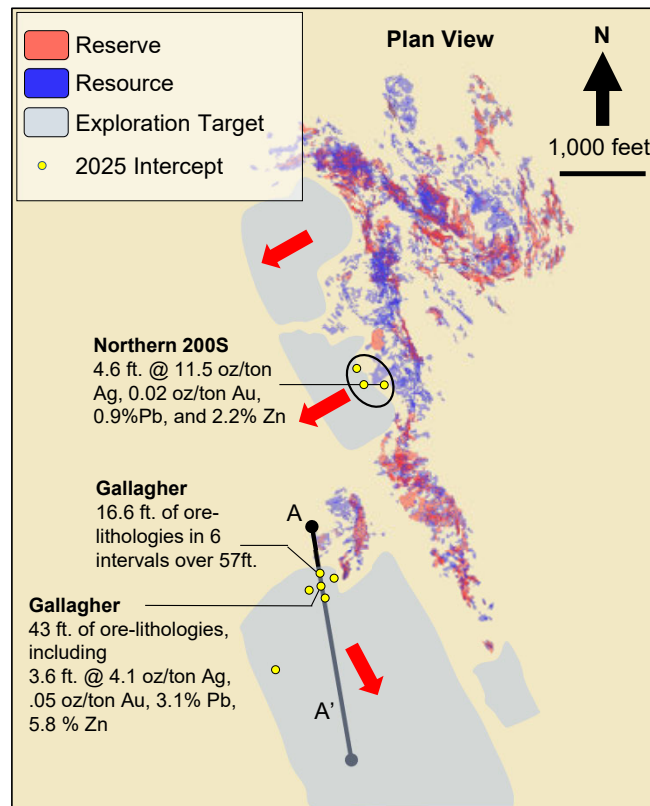 Reserve
Resource
Exploration Target
2025 Intercept
Plan View
N
1,000 feet
Northern 200S
4.6 ft. @ 11.5 oz/ton
Ag, 0.02 oz/ton Au,
0.9%Pb, and 2.2% Zn
Gallagher
16.6 ft. of ore-
lithologies in 6
intervals over 57ft.
A
Gallagher
43 ft. of ore-lithologies,
including
3.6 ft. @ 4.1 oz/ton Ag,
.05 oz/ton Au, 3.1% Pb,
5.8 % Zn
A'